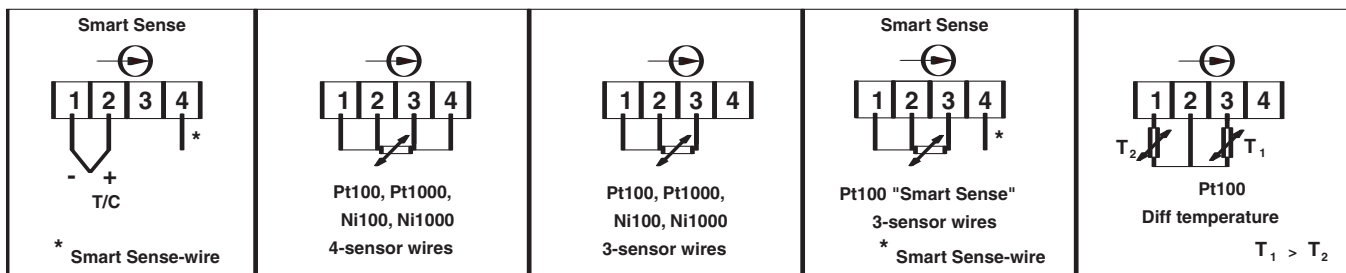 Smart Sense
1 2 3 4
*
- +
T/C
* Smart Sense-wire
1 2 3 4
Pt100, Pt1000,
Ni100, Ni1000
4-sensor wires
1 2 3 4
Pt100, Pt1000,
Ni100, Ni1000
3-sensor wires
Smart Sense
1 2 3 4
*
Pt100 "Smart Sense"
3-sensor wires
* Smart Sense-wire
1 2 3 4
T2 T1
Pt100
Diff temperature
T1 > T2